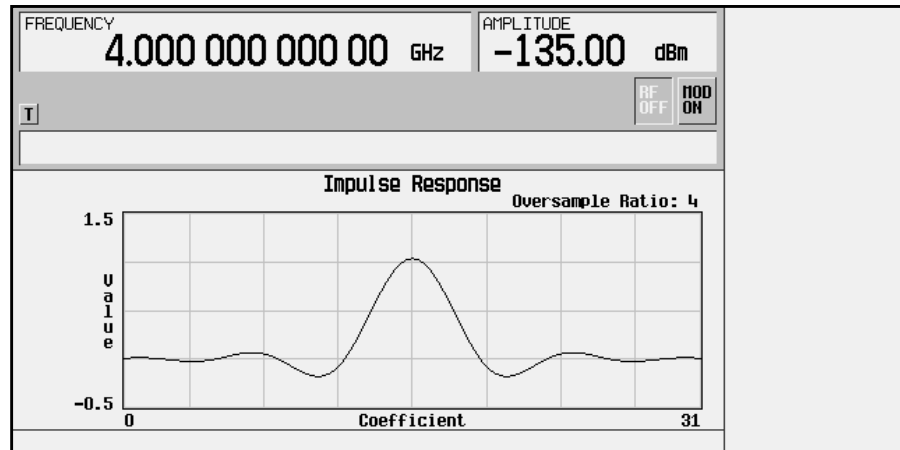 FREQUENCY
4.000 000 000 00 GHz
AMPLITUDE
-135.00 dBm
RF OFF
MOD ON
T
Impulse Response
Oversample Ratio: 4
1.5
Value
-0.5
0
Coefficient
31